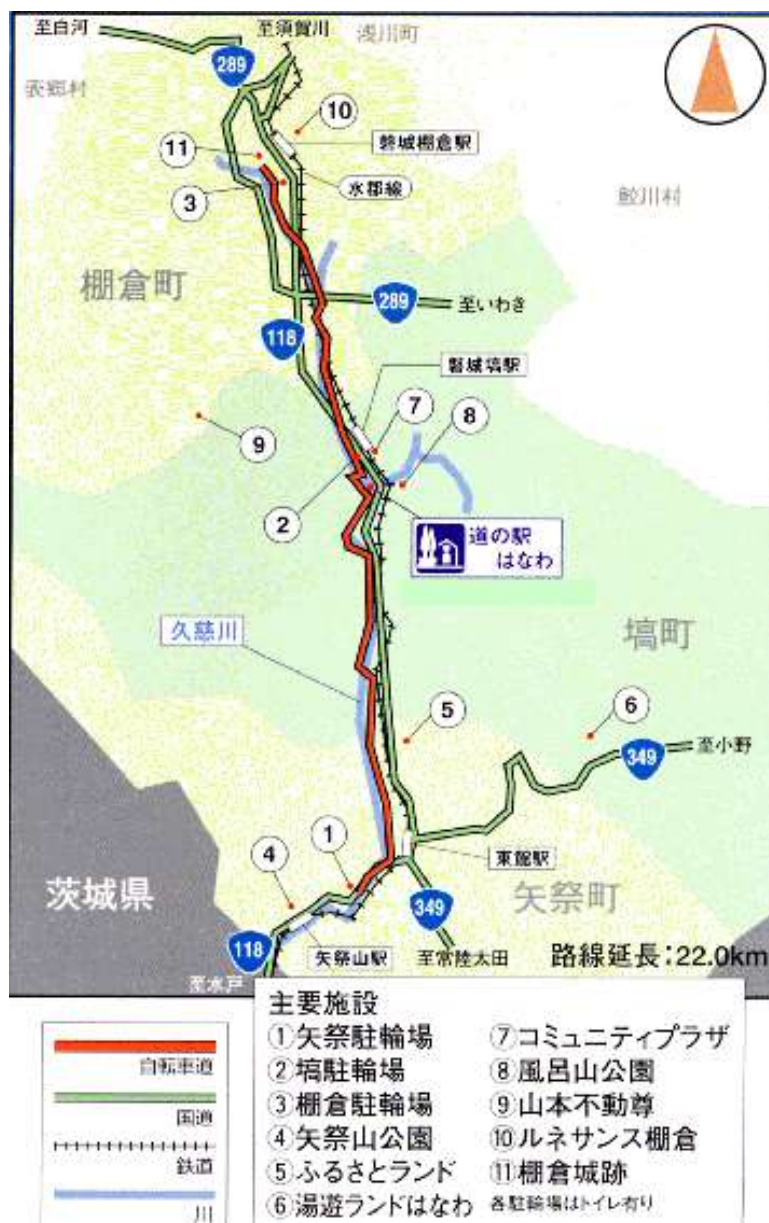 至白河
至須賀川
浅川町
289
表郷村
10
11
磐城棚倉駅
3
水郡線
鮫川村
棚倉町
289
至いわき
118
磐城塙駅
7
8
9
2
道の駅
はなわ
久慈川
塙町
5
6
349
至小野
1
4
東館駅
茨城県
矢祭町
349
118
矢祭山駅
至常陸太田
路線延長:22.0km
至水戸
主要施設
①矢祭駐輪場
②塙駐輪場
③棚倉駐輪場
④矢祭山公園
⑤ふるさとランド
⑥湯遊ランドはなわ
⑦コミュニティプラザ
⑧風呂山公園
⑨山本不動尊
⑩ルネサンス棚倉
⑪棚倉城跡
各駐輪場はトイレ有り
自転車道
国道
鉄道
川